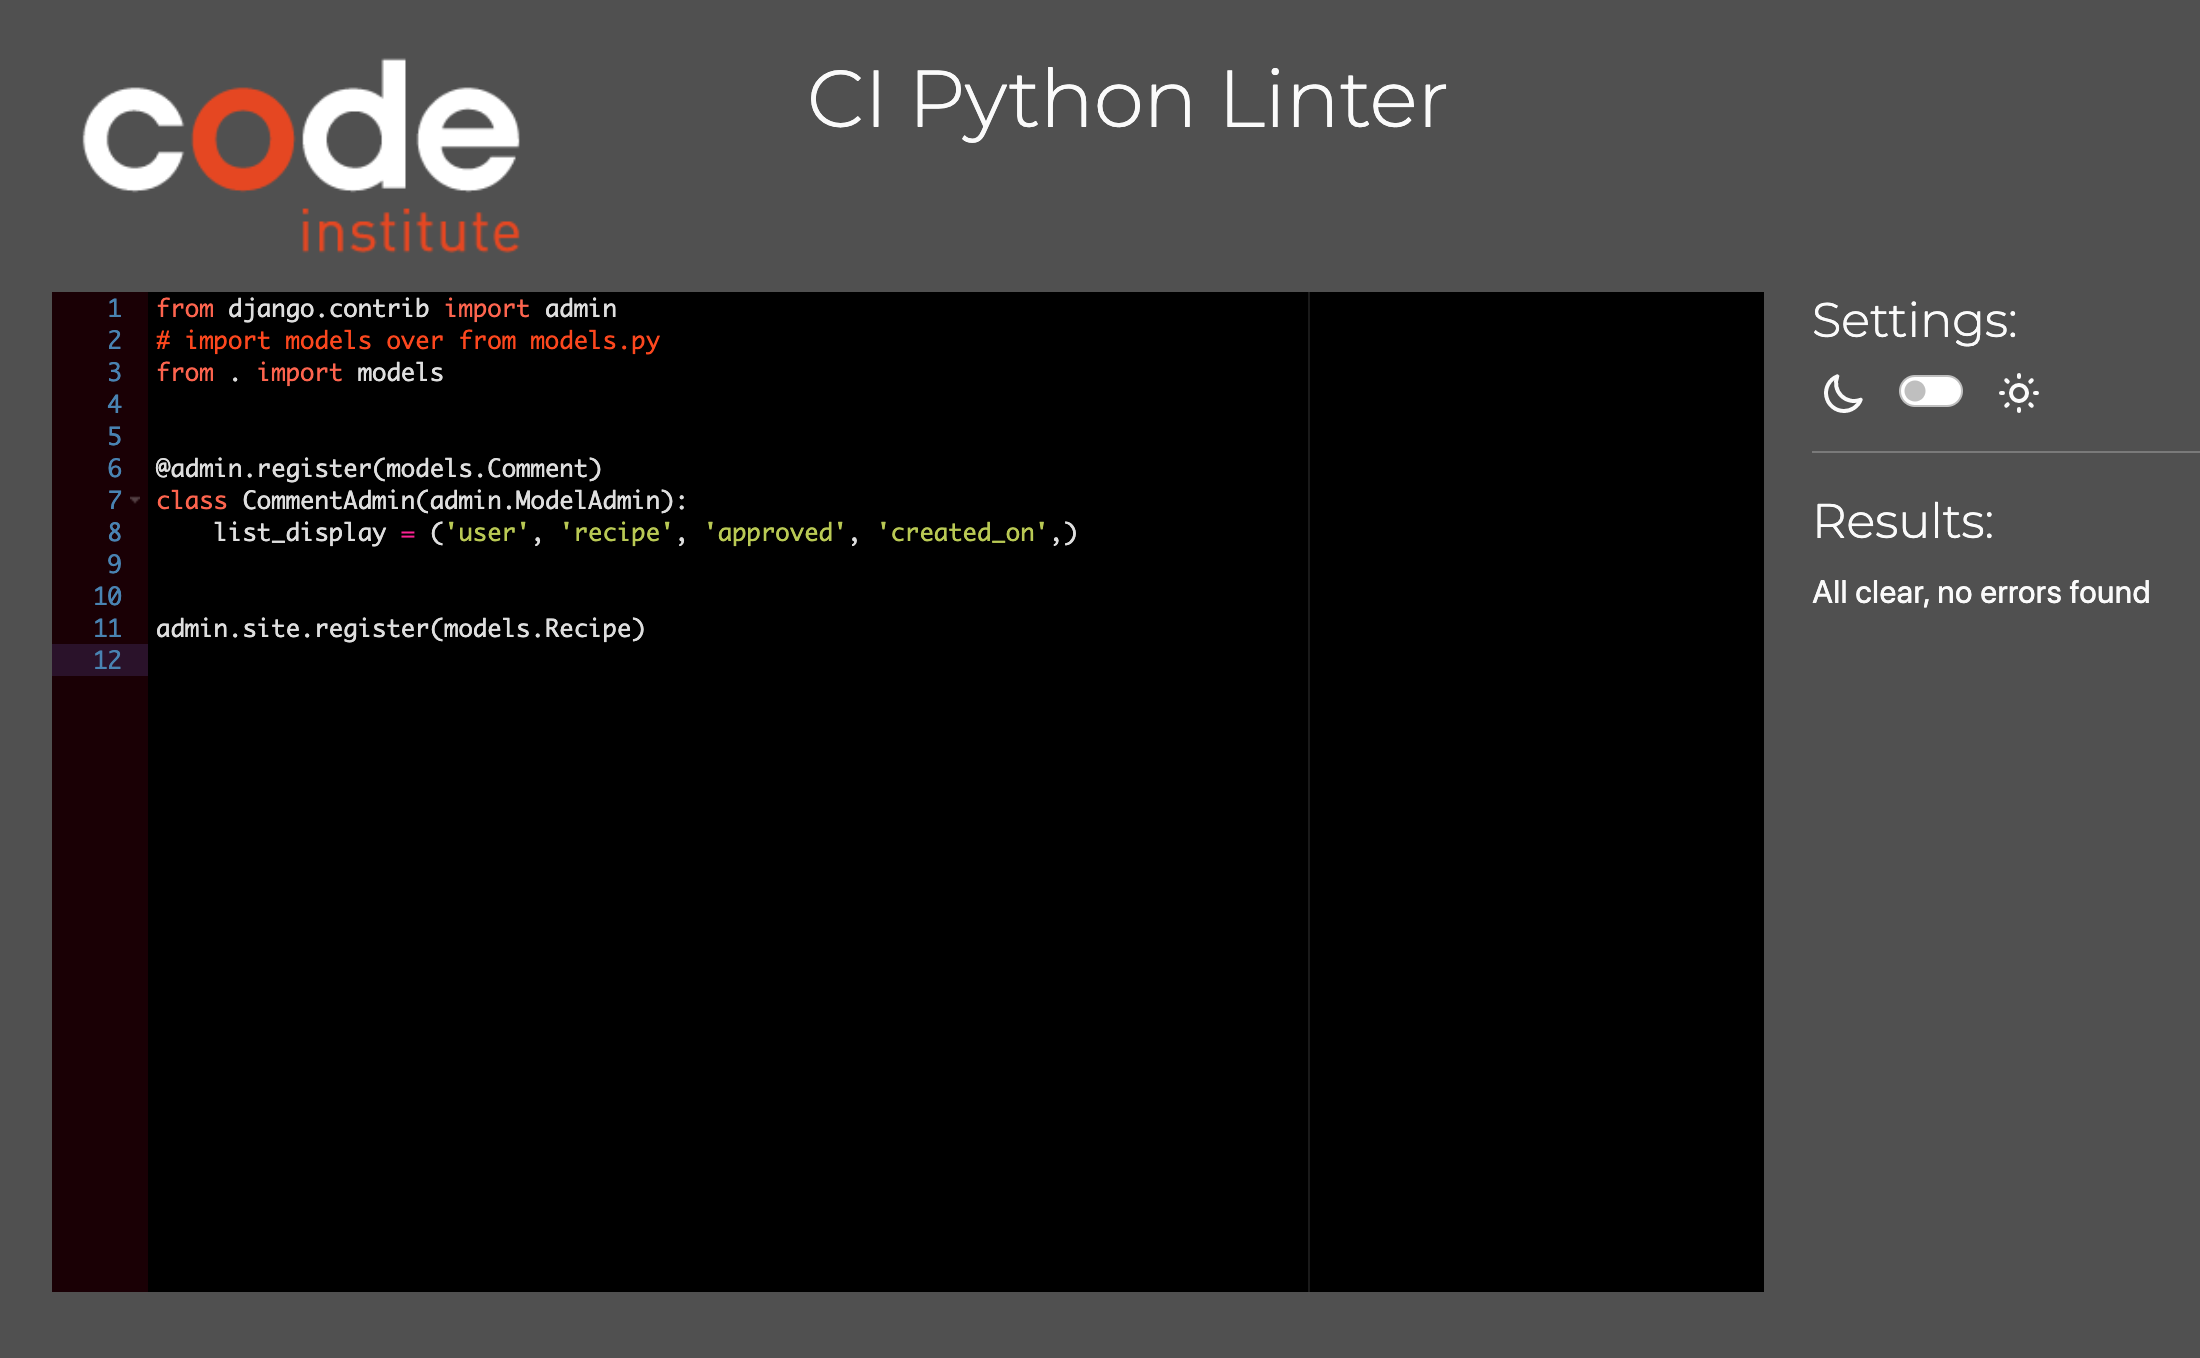 code
institute
CI Python Linter
1 from django.contrib import admin
2 # import models over from models.py
3 from . import models
4
5
6 @admin.register(models.Comment)
7 class CommentAdmin(admin.ModelAdmin):
8     list_display = ('user', 'recipe', 'approved', 'created_on',)
9
10
11 admin.site.register(models.Recipe)
12
Settings:
Results:
All clear, no errors found